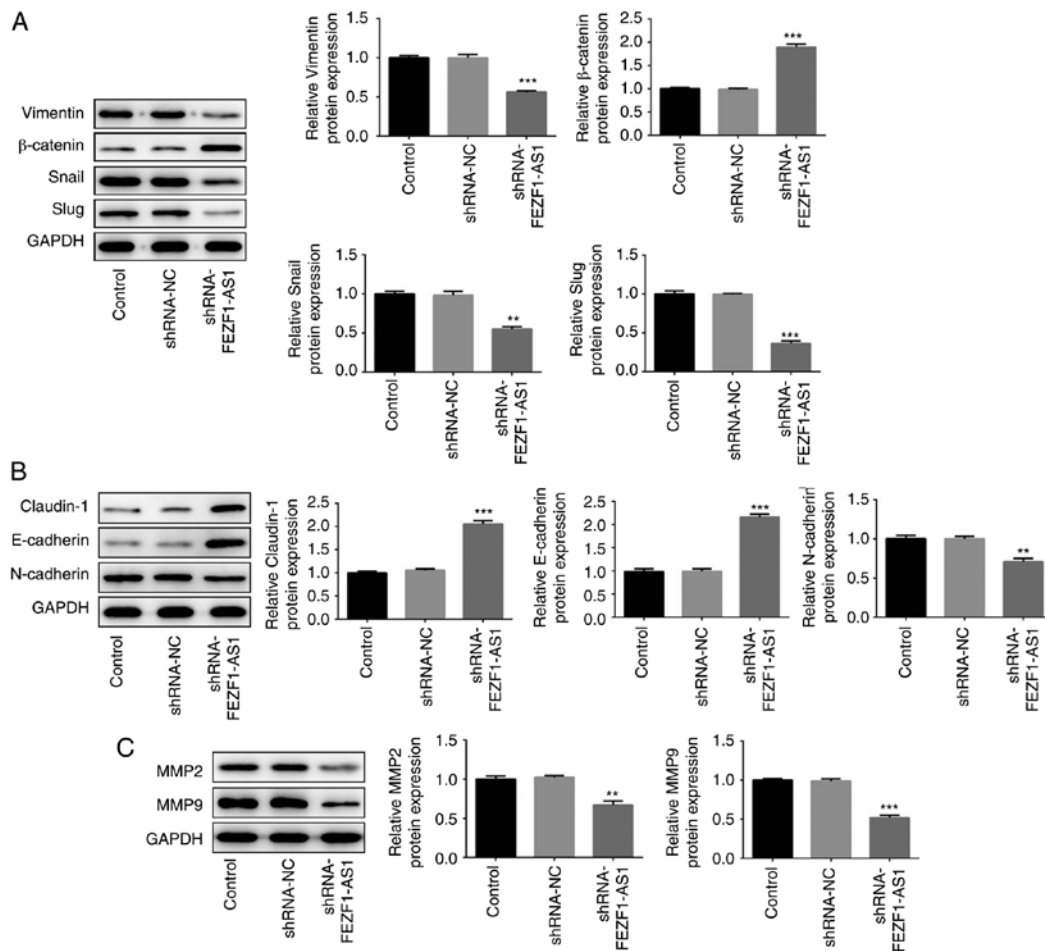 A
Vimentin
β-catenin
Snail
Slug
GAPDH
Control
shRNA-NC
shRNA-
FEZF1-AS1
Relative Vimentin
protein expression
1.5
1.0
0.5
0.0
***
Control
shRNA-NC
shRNA-
FEZF1-AS1
Relative β-catenin
protein expression
2.5
2.0
1.5
1.0
0.5
0.0
***
Control
shRNA-NC
shRNA-
FEZF1-AS1
Relative Snail
protein expression
1.5
1.0
0.5
0.0
**
Control
shRNA-NC
shRNA-
FEZF1-AS1
Relative Slug
protein expression
1.5
1.0
0.5
0.0
***
Control
shRNA-NC
shRNA-
FEZF1-AS1
B
Claudin-1
E-cadherin
N-cadherin
GAPDH
Control
shRNA-NC
shRNA-
FEZF1-AS1
Relative Claudin-1
protein expression
2.5
2.0
1.5
1.0
0.5
0.0
***
Control
shRNA-NC
shRNA-
FEZF1-AS1
Relative E-cadherin
protein expression
2.5
2.0
1.5
1.0
0.5
0.0
***
Control
shRNA-NC
shRNA-
FEZF1-AS1
Relative N-cadherin
protein expression
1.5
1.0
0.5
0.0
**
Control
shRNA-NC
shRNA-
FEZF1-AS1
C
MMP2
MMP9
GAPDH
Control
shRNA-NC
shRNA-
FEZF1-AS1
Relative MMP2
protein expression
1.5
1.0
0.5
0.0
**
Control
shRNA-NC
shRNA-
FEZF1-AS1
Relative MMP9
protein expression
1.5
1.0
0.5
0.0
***
Control
shRNA-NC
shRNA-
FEZF1-AS1